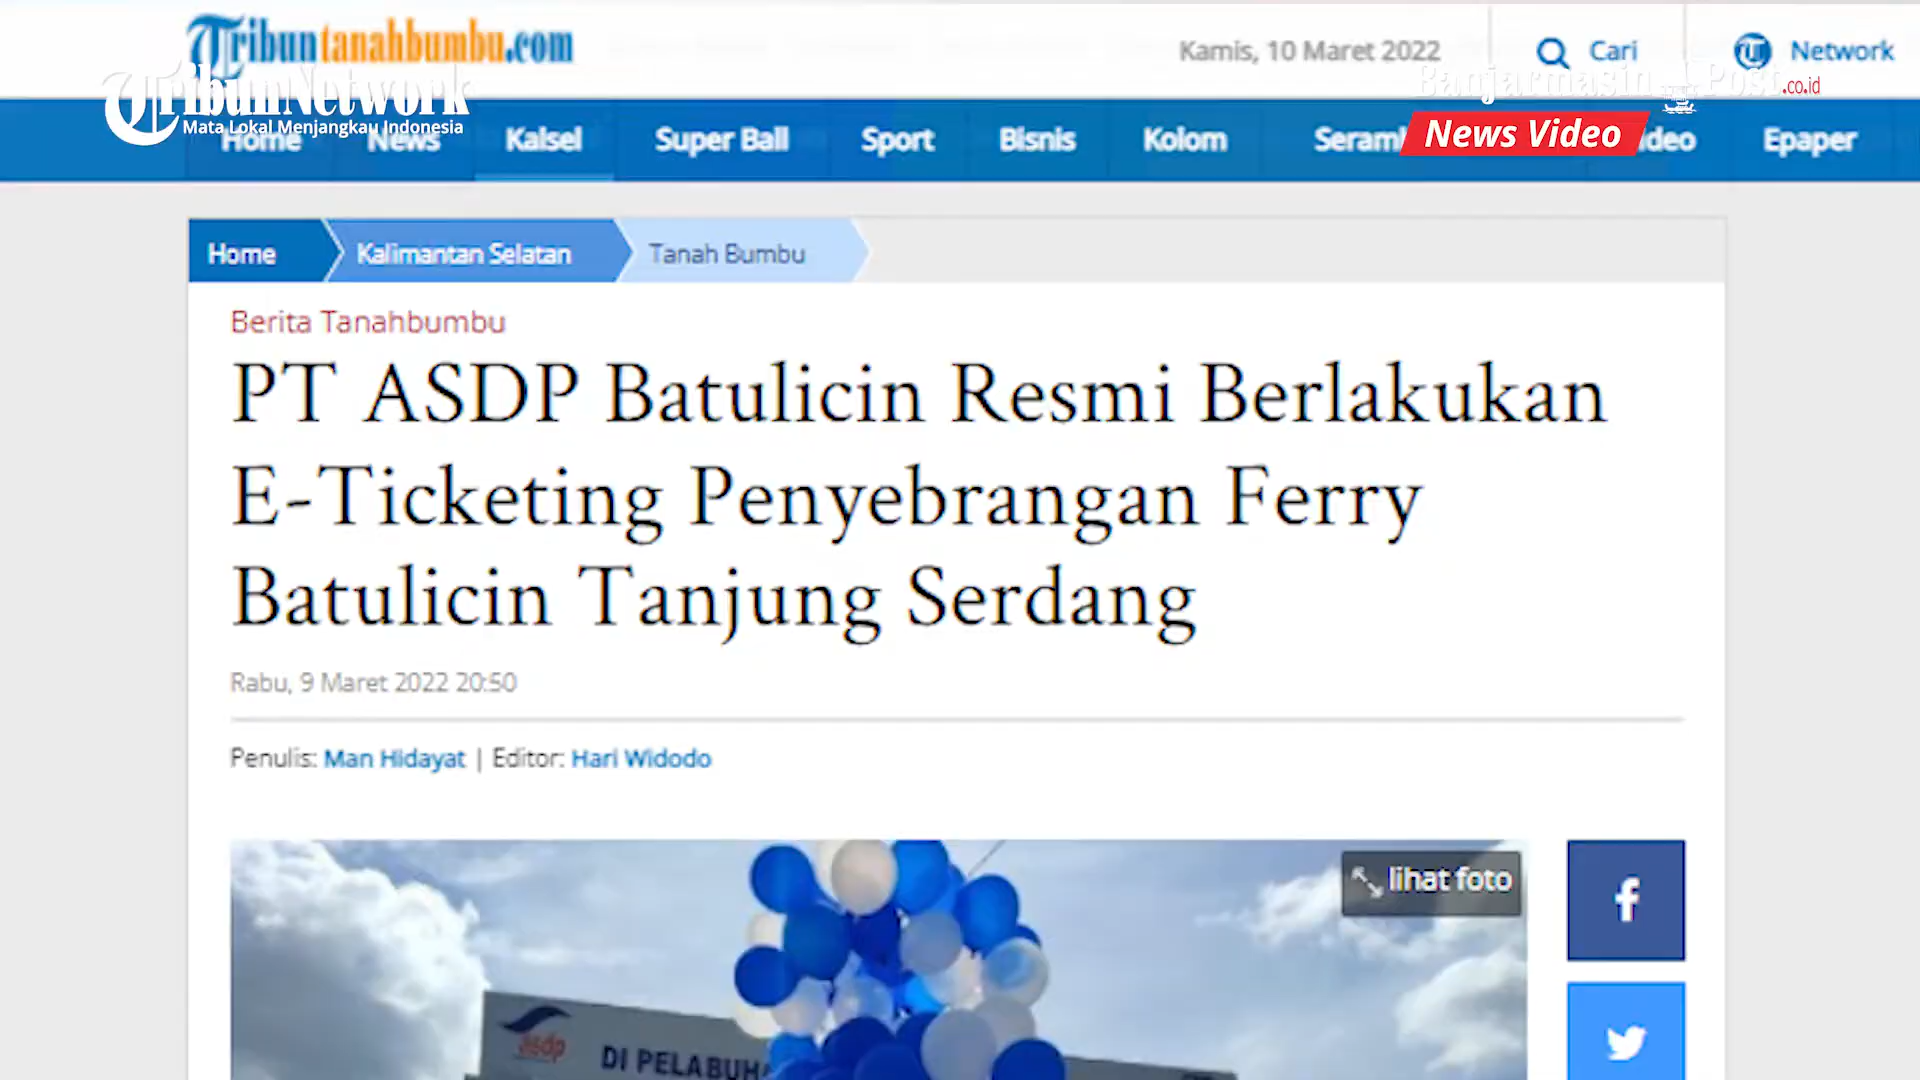 Tribuntanahbumbu.com
Kamis, 10 Maret 2022
Cari
Network
TribunNetwork
Mata Lokal Menjangkau Indonesia
Banjarmasin Post.co.id
News Video
Home
News
Kalsel
Super Ball
Sport
Bisnis
Kolom
Epaper
Home
Kalimantan Selatan
Tanah Bumbu
Berita Tanahbumbu
PT ASDP Batulicin Resmi Berlakukan
E-Ticketing Penyebrangan Ferry
Batulicin Tanjung Serdang
Rabu, 9 Maret 2022 20:50
Penulis: Man Hidayat | Editor: Hari Widodo
lihat foto
asdp